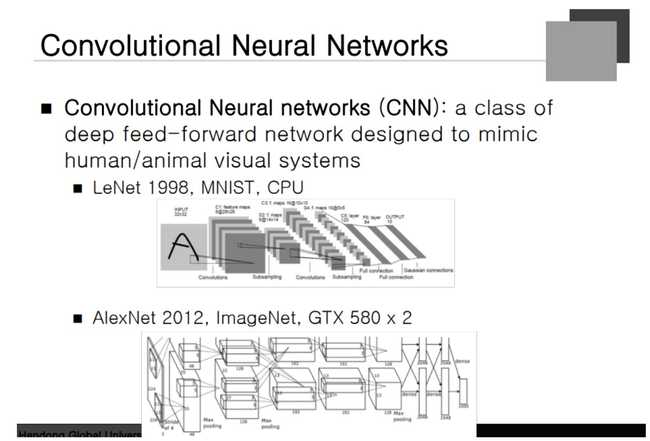 Convolutional Neural Networks
■ Convolutional Neural networks (CNN): a class of
deep feed-forward network designed to mimic
human/animal visual systems
■ LeNet 1998, MNIST, CPU
INPUT
32x32
C1: feature maps
6@28x28
S2: f. maps
6@14x14
C3: f. maps 16@10x10
S4: f. maps 16@5x5
C5: layer
120
F6: layer
84
OUTPUT
10
Convolutions
Subsampling
Convolutions
Subsampling
Full connection
Full connection
Gaussian connections
■ AlexNet 2012, ImageNet, GTX 580 x 2
Max
pooling
Max
pooling
Max
pooling
dense
dense
Handong Global Univers